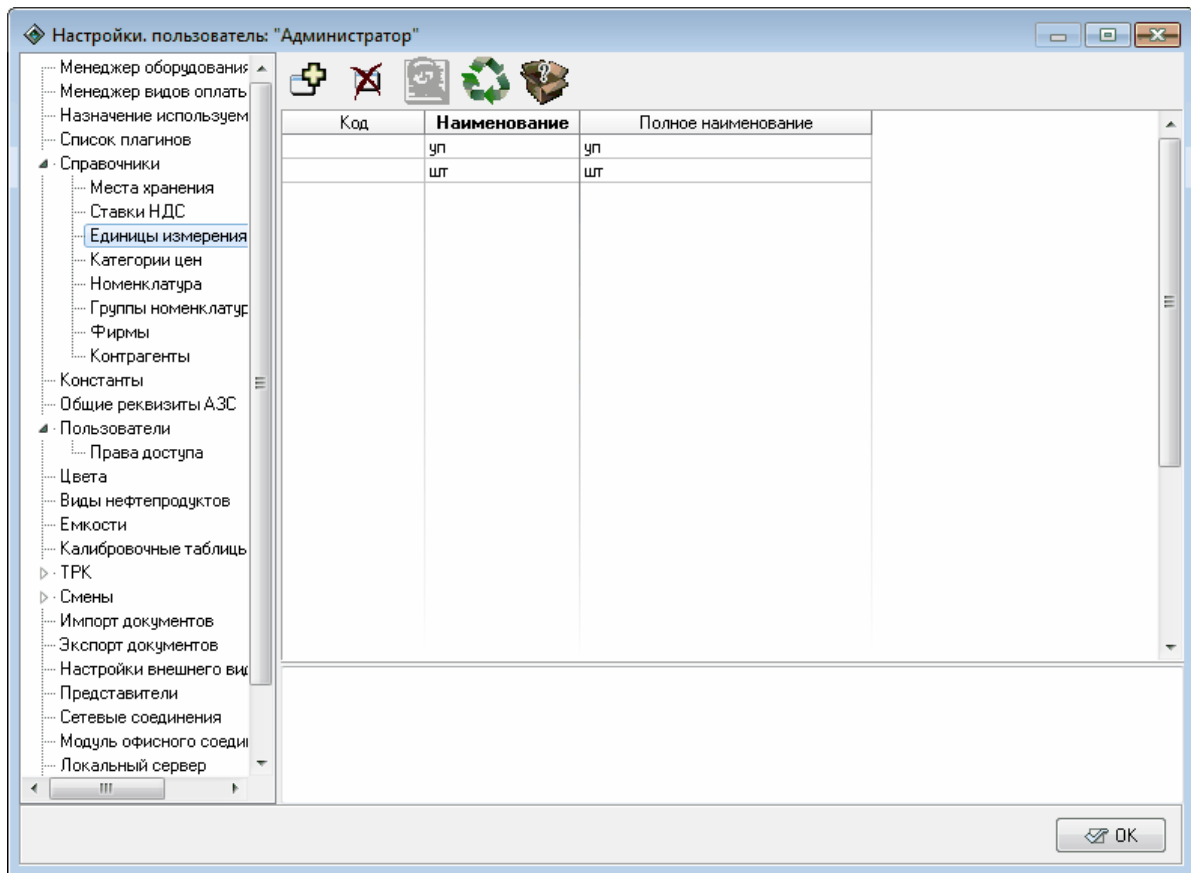 Настройки. пользователь: "Администратор"
Менеджер оборудования
Менеджер видов оплать
Назначение используем
Список плагинов
Справочники
Места хранения
Ставки НДС
Единицы измерения
Категории цен
Номенклатура
Группы номенклатур
Фирмы
Контрагенты
Константы
Общие реквизиты АЗС
Пользователи
Права доступа
Цвета
Виды нефтепродуктов
Емкости
Калибровочные таблиць
ТРК
Смены
Импорт документов
Экспорт документов
Настройки внешнего вид
Представители
Сетевые соединения
Модуль офисного соеди
Локальный сервер
Код Наименование Полное наименование
уп уп
шт шт
OK